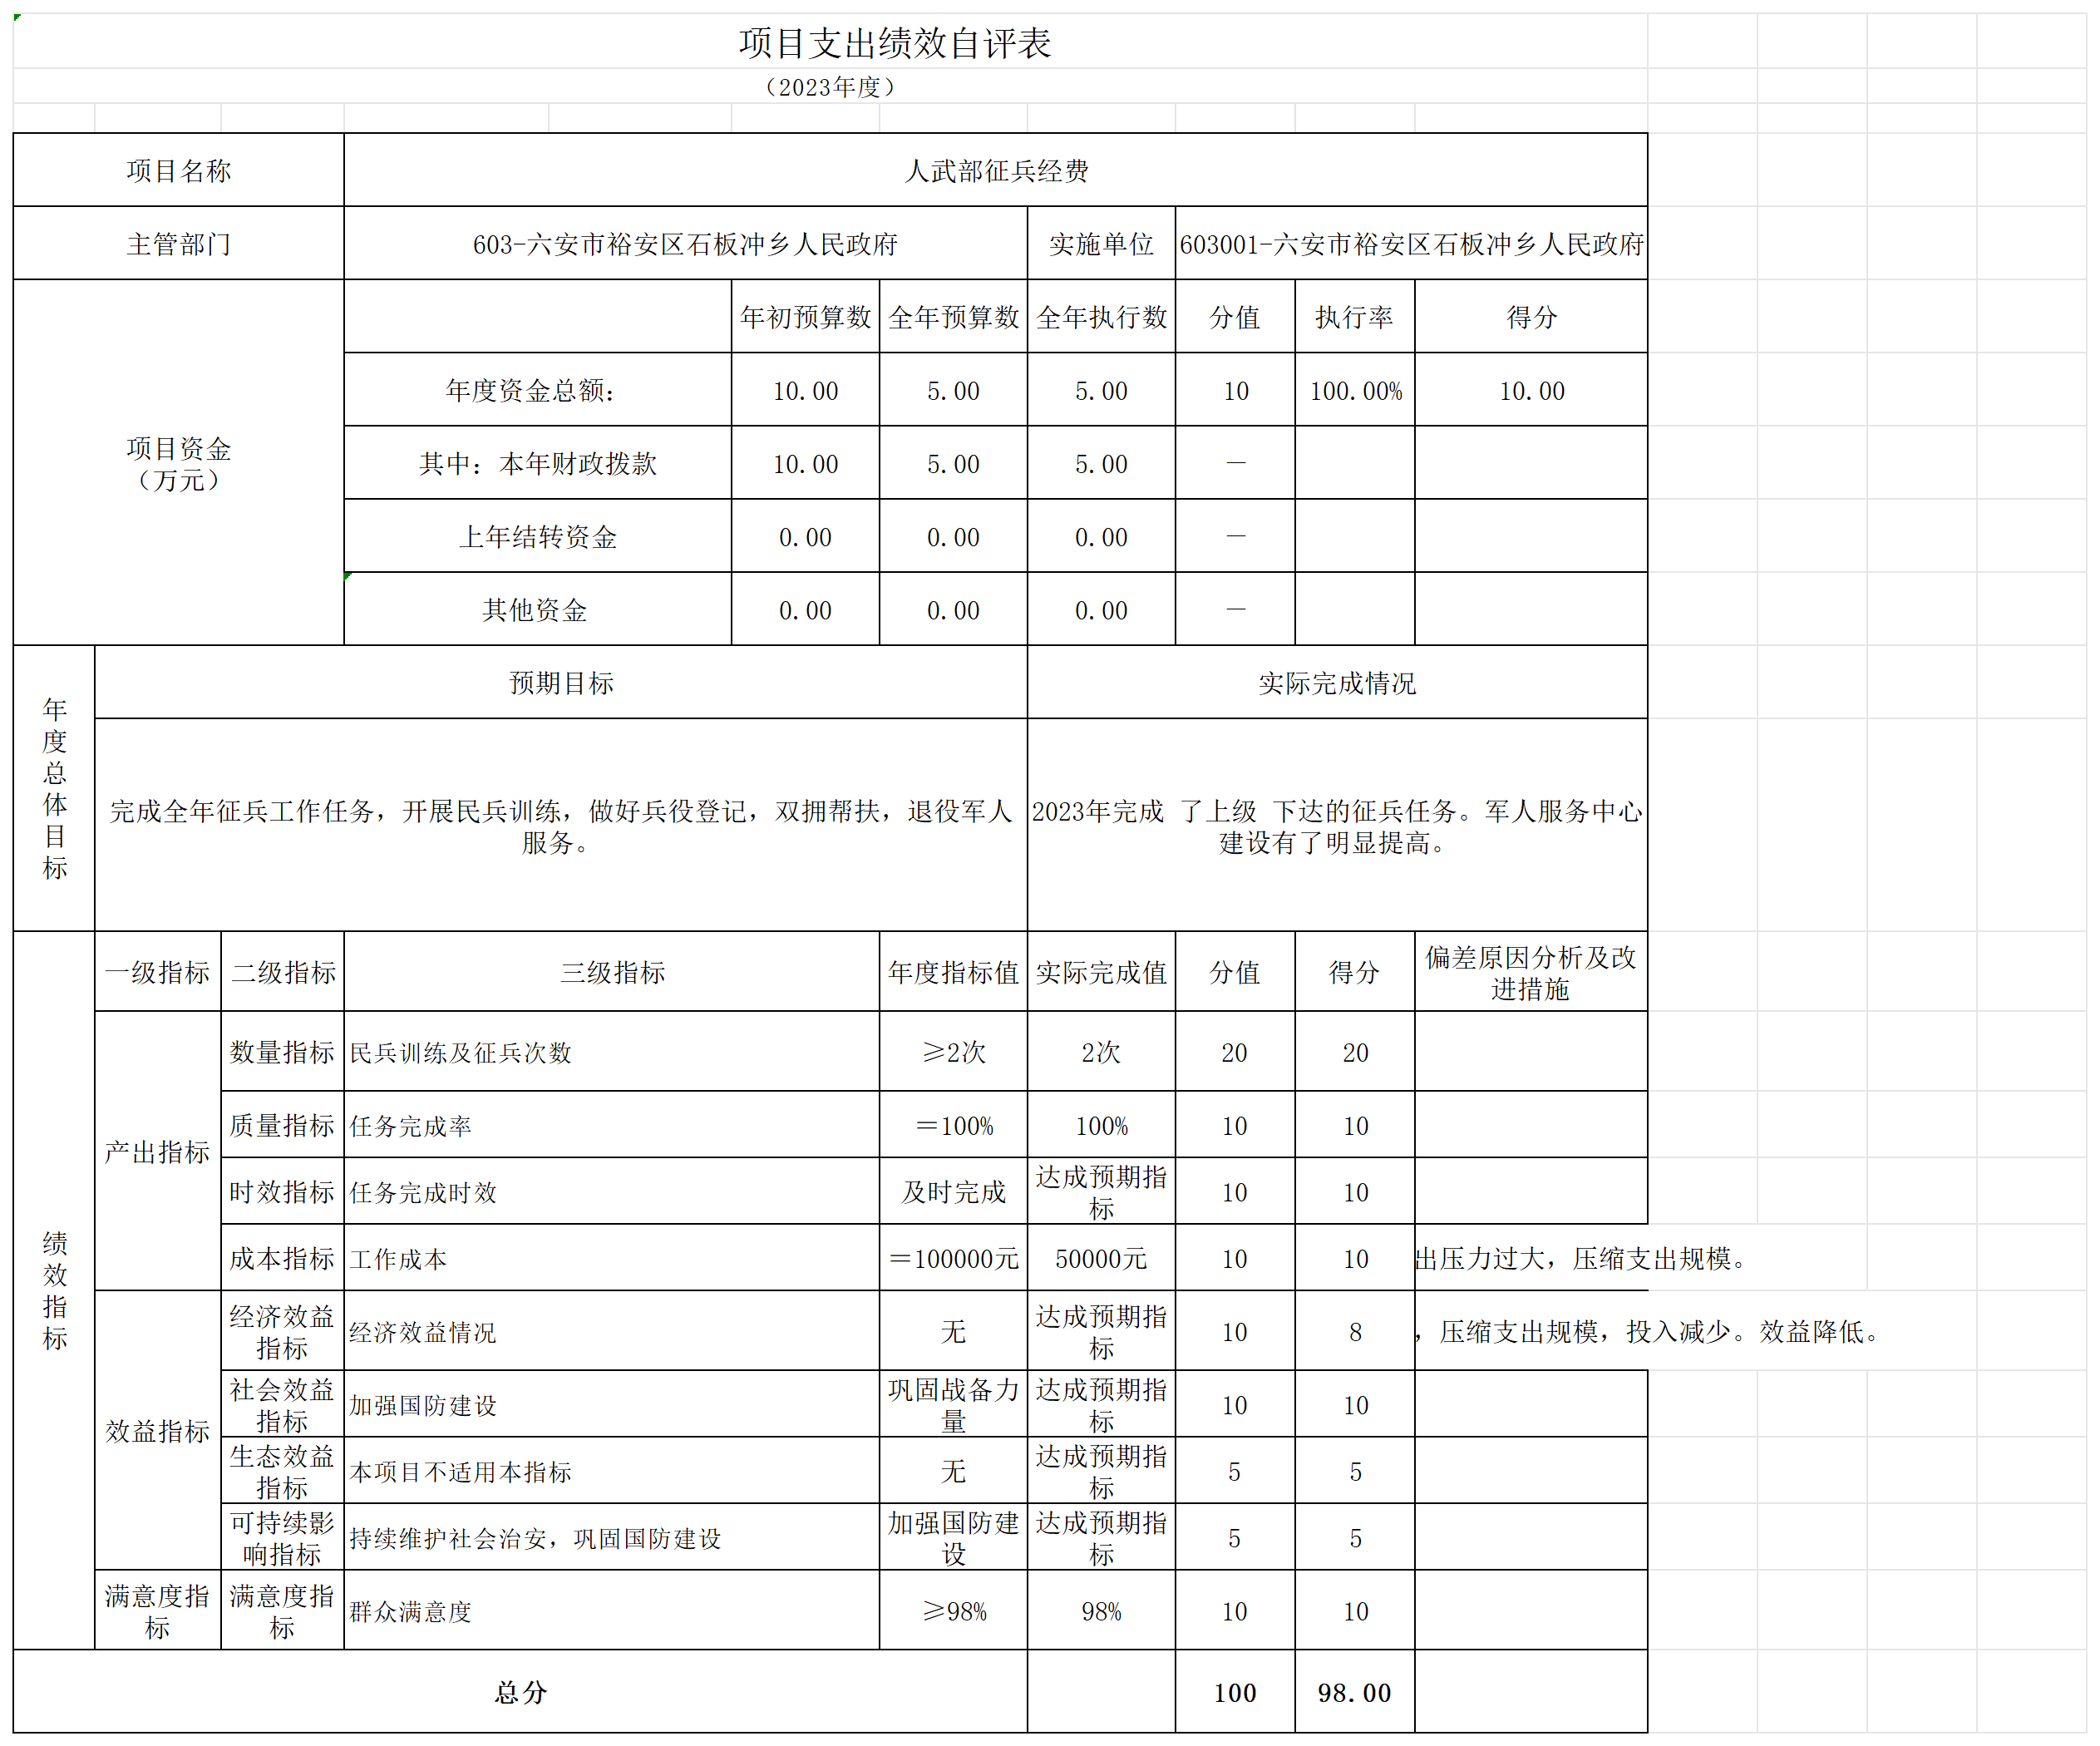 项目支出绩效自评表
（2023年度）
项目名称 人武部征兵经费
主管部门 603-六安市裕安区石板冲乡人民政府 实施单位 603001-六安市裕安区石板冲乡人民政府
项目资金
（万元）
年初预算数 全年预算数 全年执行数 分值 执行率 得分
年度资金总额： 10.00 5.00 5.00 10 100.00% 10.00
其中：本年财政拨款 10.00 5.00 5.00 －
上年结转资金 0.00 0.00 0.00 －
其他资金 0.00 0.00 0.00 －
年度总体目标
预期目标 实际完成情况
完成全年征兵工作任务，开展民兵训练，做好兵役登记，双拥帮扶，退役军人
服务。
2023年完成 了上级 下达的征兵任务。军人服务中心
建设有了明显提高。
绩效指标
一级指标 二级指标 三级指标 年度指标值 实际完成值 分值 得分 偏差原因分析及改
进措施
产出指标
数量指标 民兵训练及征兵次数 ≥2次 2次 20 20
质量指标 任务完成率 ＝100% 100% 10 10
时效指标 任务完成时效 及时完成 达成预期指
标 10 10
成本指标 工作成本 ＝100000元 50000元 10 10 出压力过大，压缩支出规模。
效益指标
经济效益
指标 经济效益情况 无 达成预期指
标 10 8 ，压缩支出规模，投入减少。效益降低。
社会效益
指标 加强国防建设 巩固战备力
量 达成预期指
标 10 10
生态效益
指标 本项目不适用本指标 无 达成预期指
标 5 5
可持续影
响指标 持续维护社会治安，巩固国防建设 加强国防建
设 达成预期指
标 5 5
满意度指
标 满意度指
标 群众满意度 ≥98% 98% 10 10
总分 100 98.00